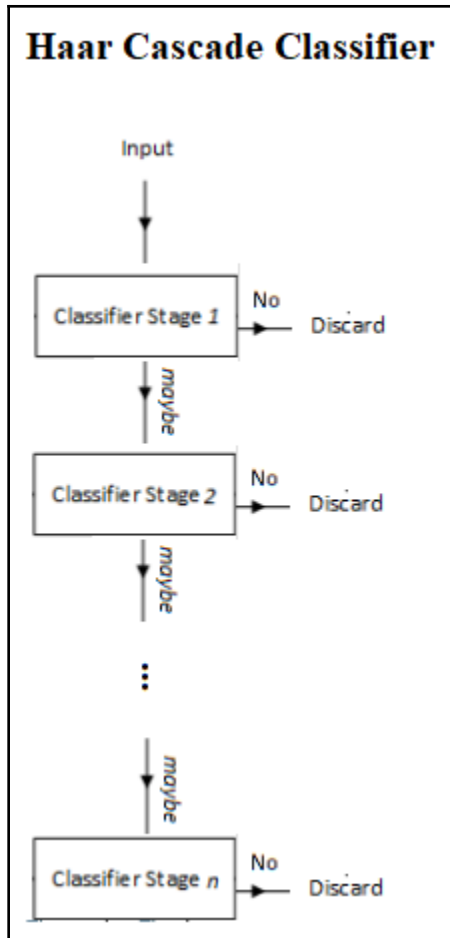 Haar Cascade Classifier
Input
Classifier Stage 1
No
Discard
maybe
Classifier Stage 2
No
Discard
maybe
...
maybe
Classifier Stage n
No
Discard